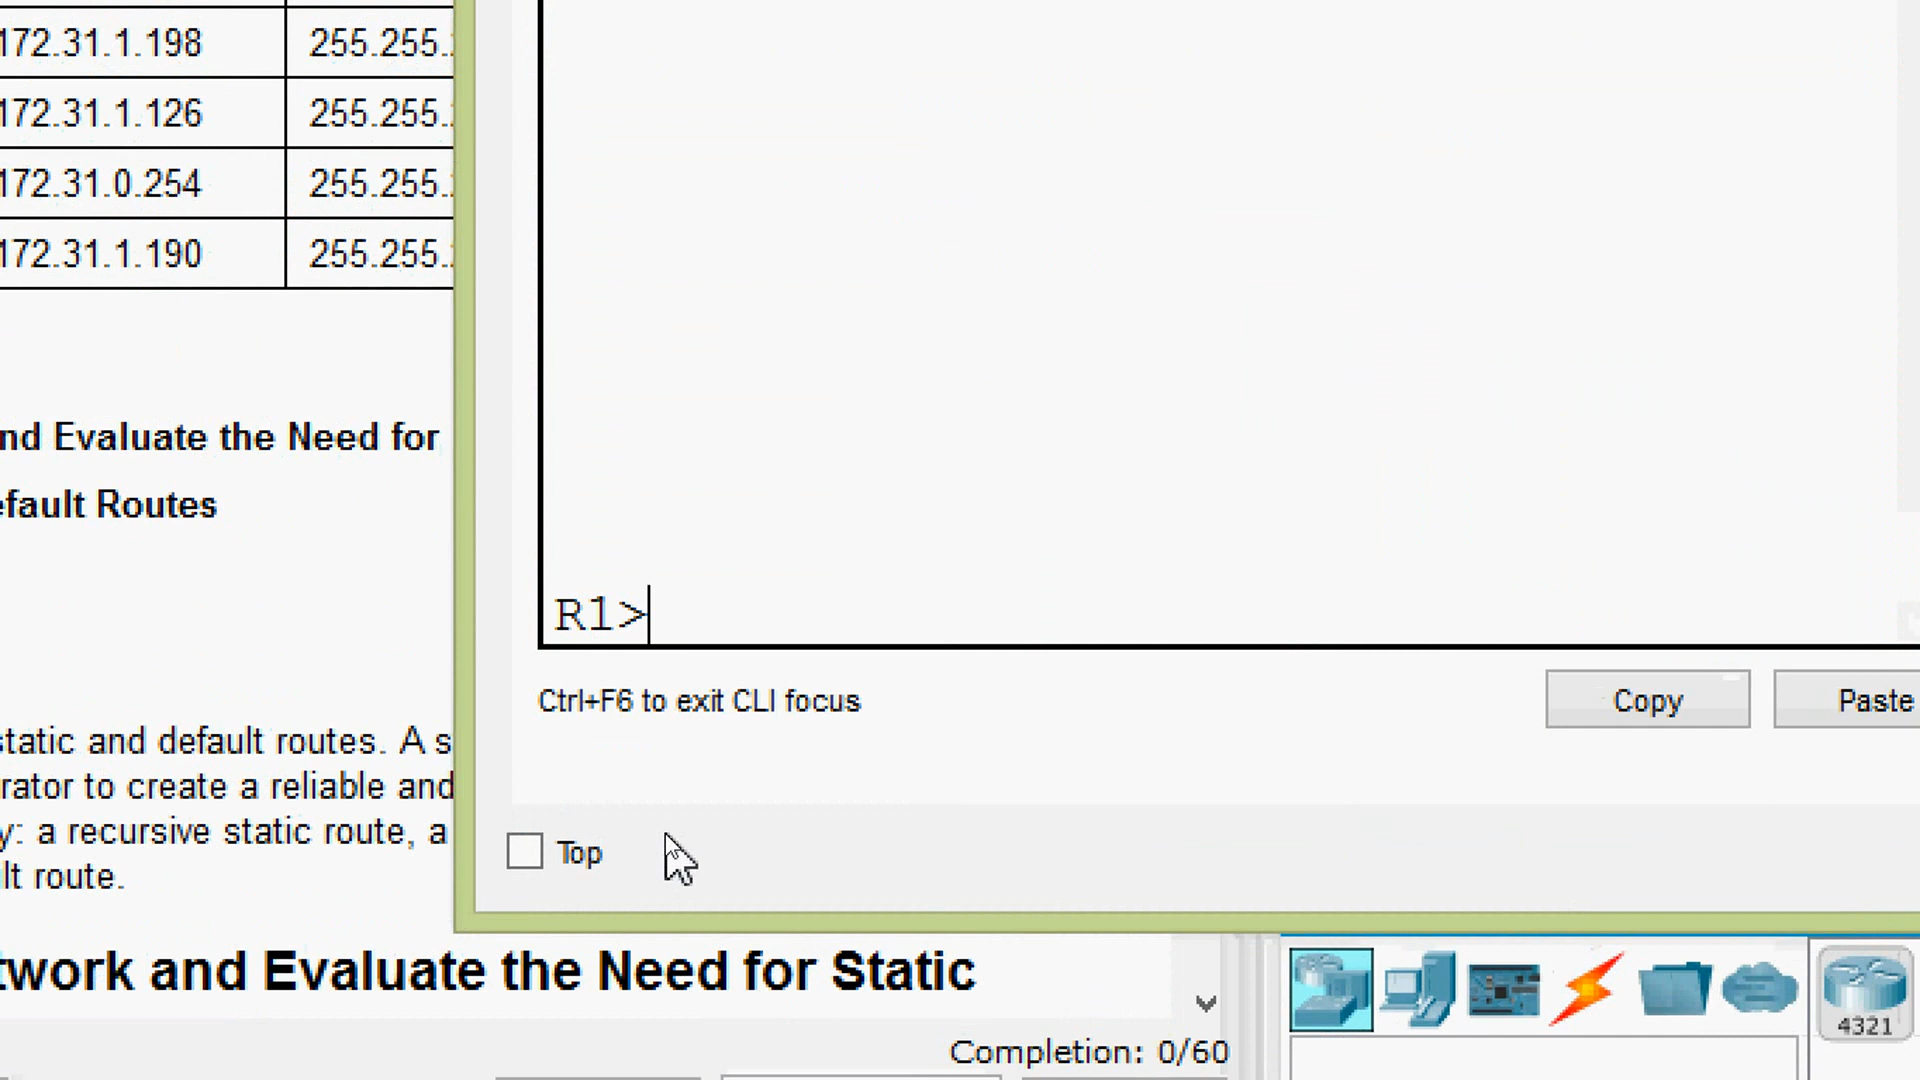 172.31.1.198 255.255.
172.31.1.126 255.255.
172.31.0.254 255.255.
172.31.1.190 255.255.
nd Evaluate the Need for
efault Routes
R1>
Ctrl+F6 to exit CLI focus
Copy
Paste
static and default routes. A s
rator to create a reliable and
y: a recursive static route, a
lt route.
Top
twork and Evaluate the Need for Static
4321
Completion: 0/60